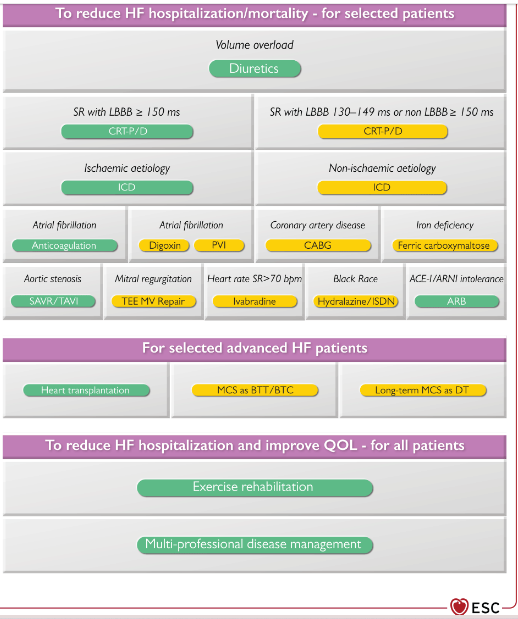 To reduce HF hospitalization/mortality - for selected patients
Volume overload
Diuretics
SR with LBBB ≥ 150 ms
SR with LBBB 130–149 ms or non LBBB ≥ 150 ms
CRT-P/D
CRT-P/D
Ischaemic aetiology
Non-ischaemic aetiology
ICD
ICD
Atrial fibrillation
Atrial fibrillation
Coronary artery disease
Iron deficiency
Anticoagulation
Digoxin
PVI
CABG
Ferric carboxymaltose
Aortic stenosis
Mitral regurgitation
Heart rate SR>70 bpm
Black Race
ACE-I/ARNI intolerance
SAVR/TAVI
TEE MV Repair
Ivabradine
Hydralazine/ISDN
ARB
For selected advanced HF patients
Heart transplantation
MCS as BTT/BTC
Long-term MCS as DT
To reduce HF hospitalization and improve QOL - for all patients
Exercise rehabilitation
Multi-professional disease management
ESC